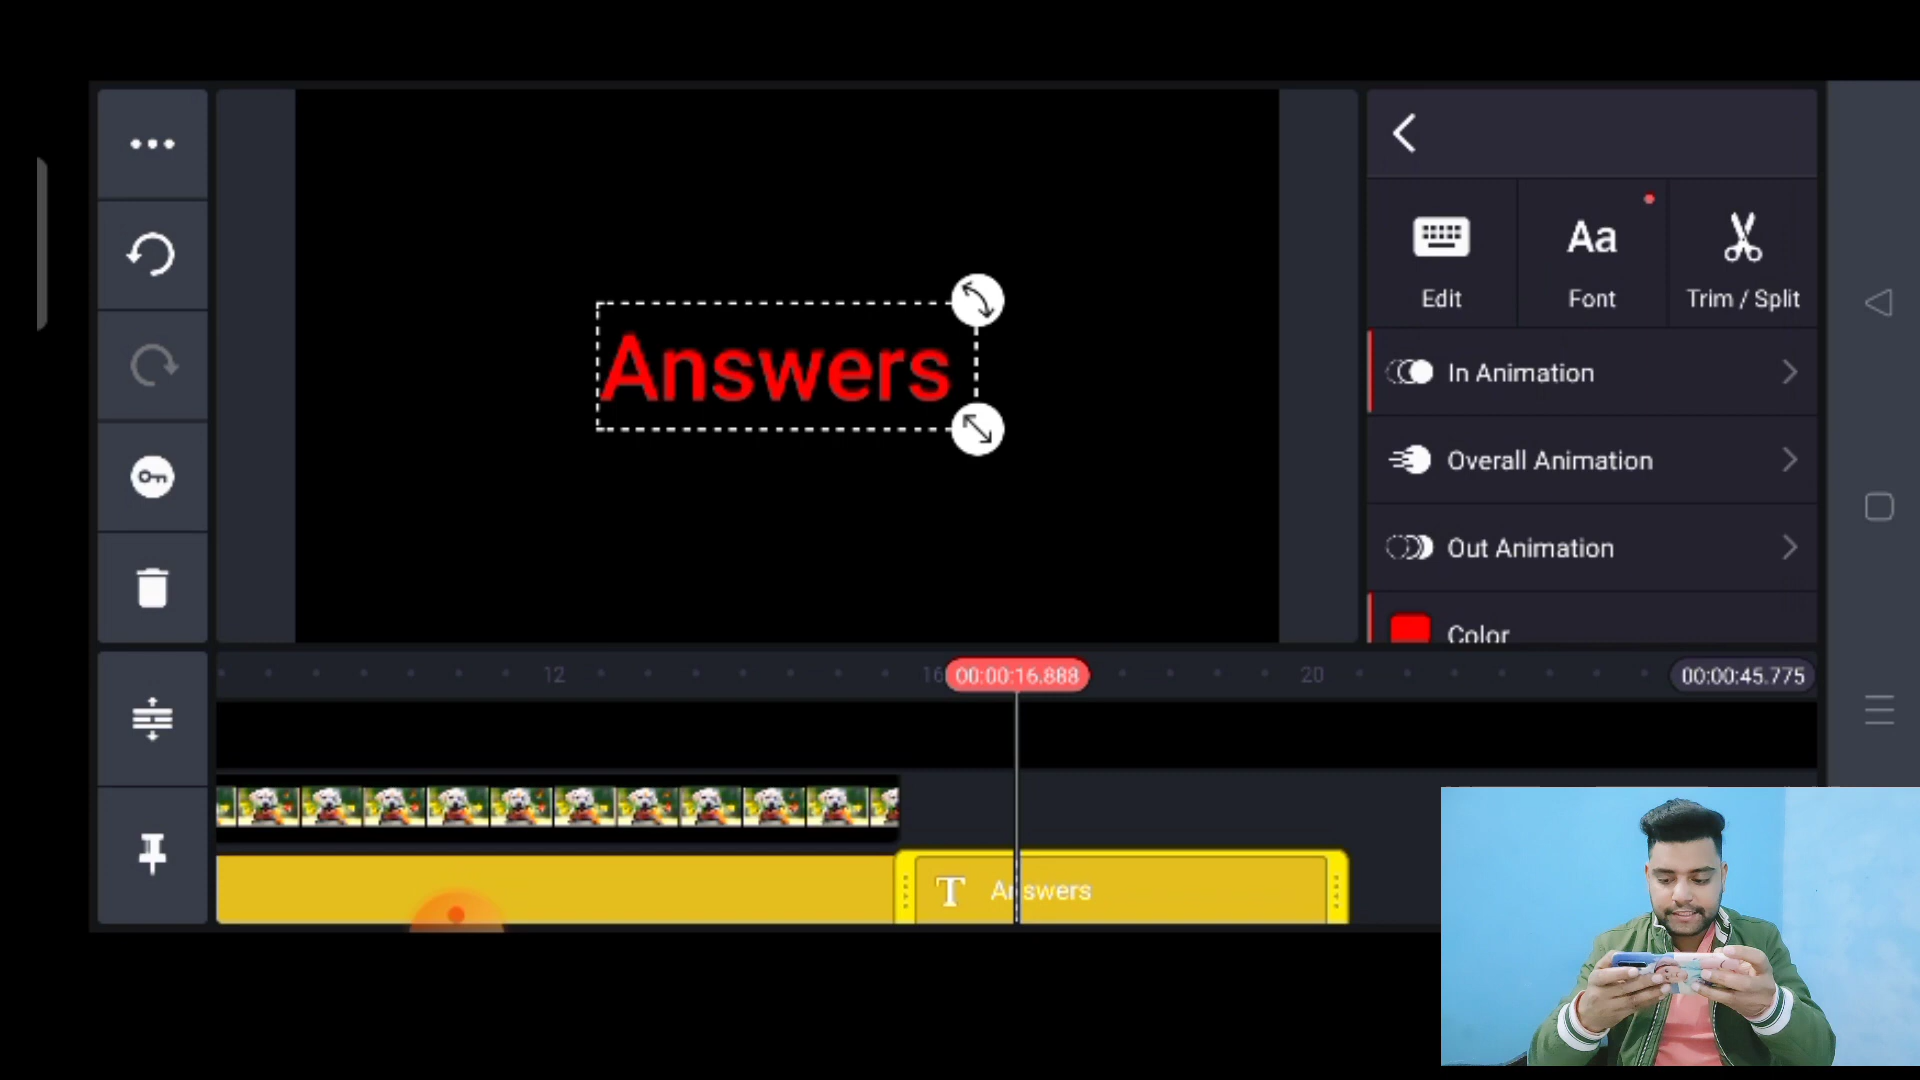 Answers
Aa
Edit
Font
Trim / Split
In Animation
Overall Animation
Out Animation
Color
12
16
00:00:16.888
20
00:00:45.775
T Answers